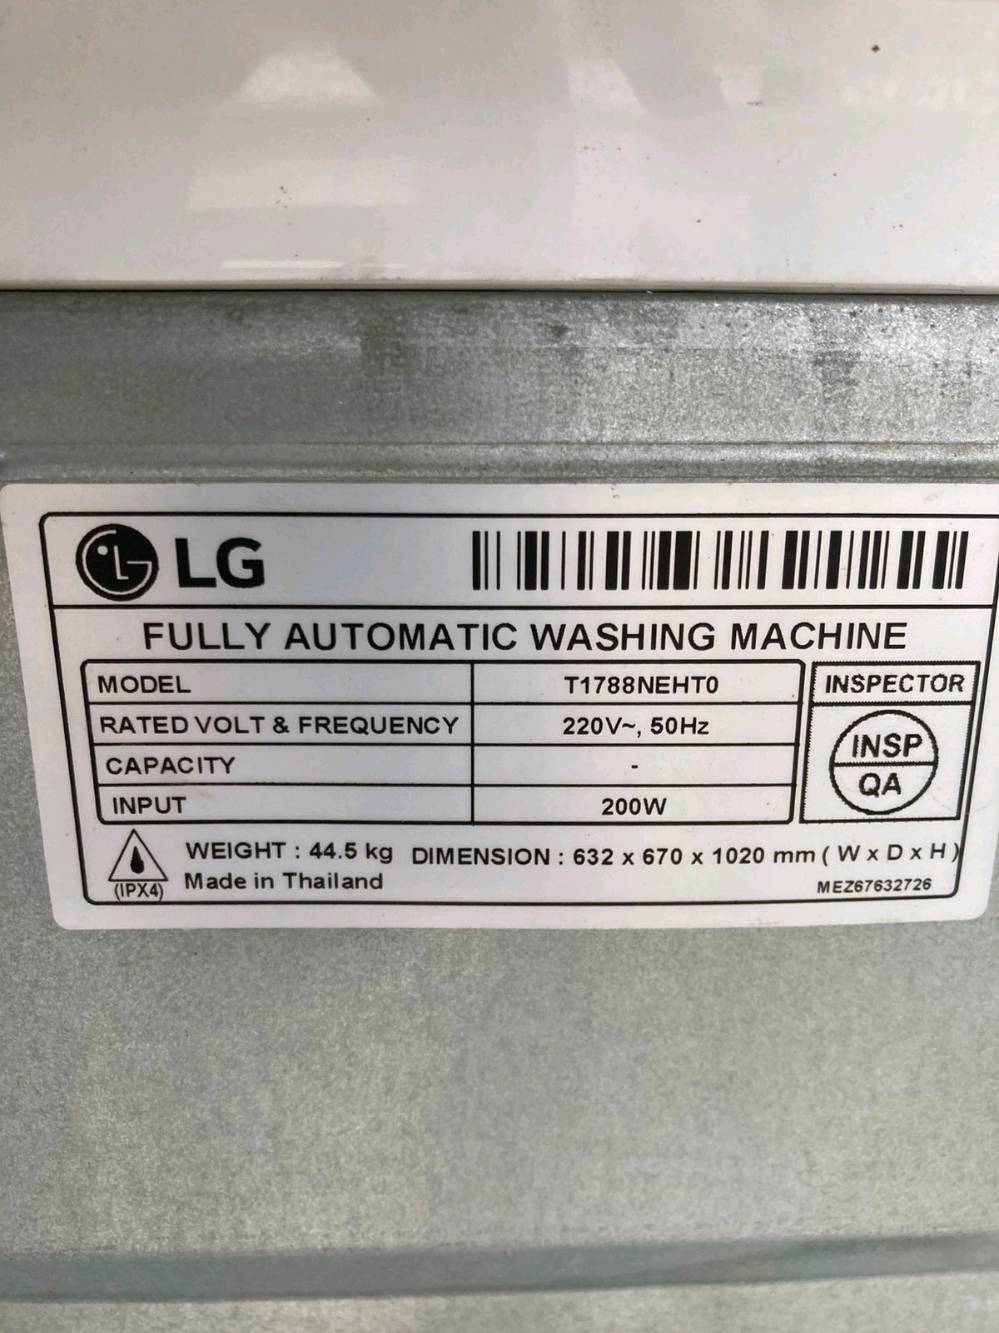 LG
FULLY AUTOMATIC WASHING MACHINE
MODEL T1788NEHT0 INSPECTOR
RATED VOLT & FREQUENCY 220V~, 50Hz INSP
CAPACITY - QA
INPUT 200W
WEIGHT : 44.5 kg DIMENSION : 632 x 670 x 1020 mm ( W x D x H )
(IPX4) Made in Thailand MEZ67632726